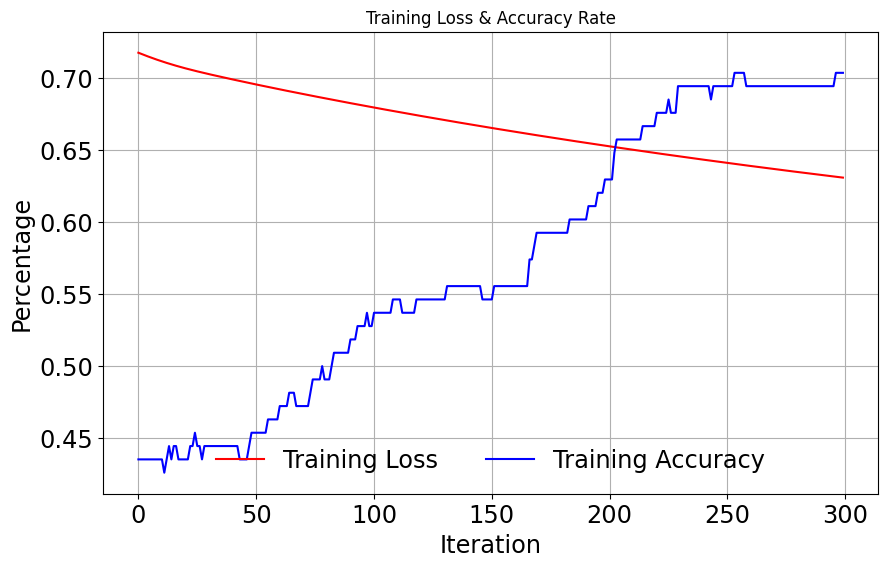 Training Loss & Accuracy Rate
Percentage
0.70
0.65
0.60
0.55
0.50
0.45
Training Loss
Training Accuracy
0 50 100 150 200 250 300
Iteration